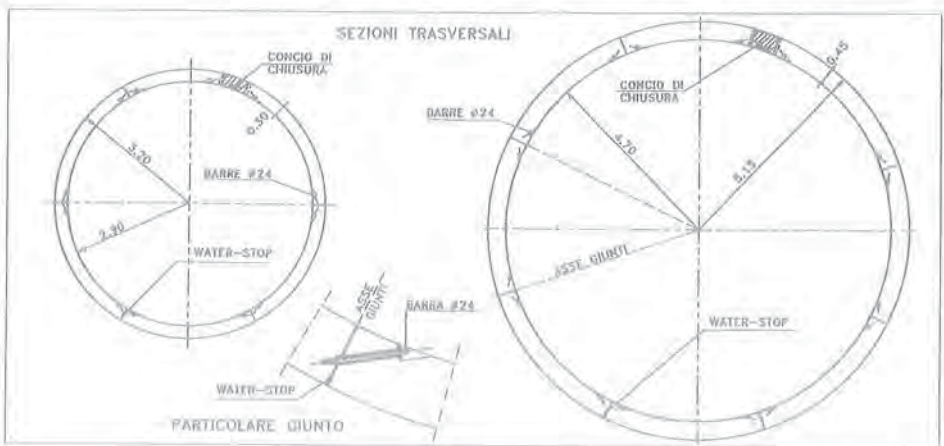 SEZIONI TRASVERSALI
CONCIO DI
CHIUSURA
0.30
3.20
BARRE Ø24
2.90
WATER-STOP
CONCIO DI
CHIUSURA
0.45
BARRE Ø24
4.70
5.15
ASSE GIUNTI
WATER-STOP
ASSE
GIUNTI
BARRA Ø24
WATER-STOP
PARTICOLARE GIUNTO